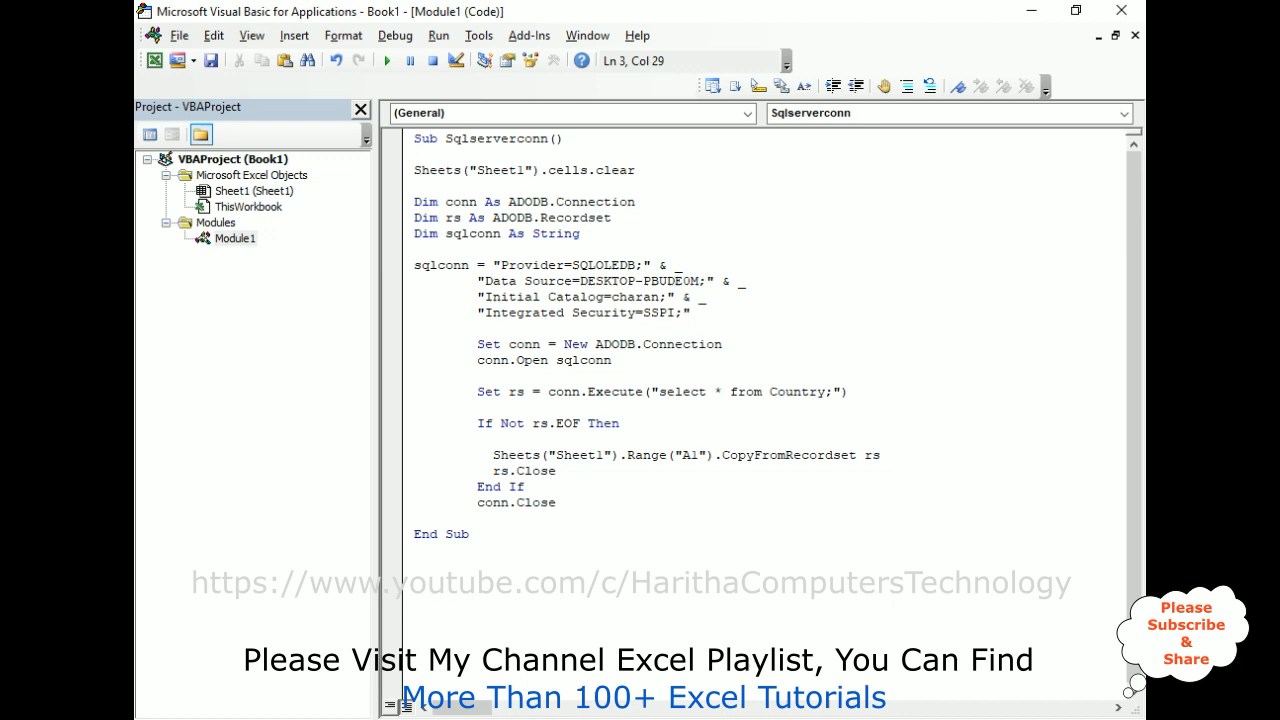 Microsoft Visual Basic for Applications - Book1 - [Module1 (Code)]
File Edit View Insert Format Debug Run Tools Add-Ins Window Help
Ln 3, Col 29
Project - VBAProject
(General) Sqlserverconn
VBAProject (Book1)
Microsoft Excel Objects
Sheet1 (Sheet1)
ThisWorkbook
Modules
Module1
Sub Sqlserverconn()
Sheets("Sheet1").cells.clear
Dim conn As ADODB.Connection
Dim rs As ADODB.Recordset
Dim sqlconn As String
sqlconn = "Provider=SQLOLEDB;" & _
"Data Source=DESKTOP-PBUDE0M;" & _
"Initial Catalog=charan;" & _
"Integrated Security=SSPI;"
Set conn = New ADODB.Connection
conn.Open sqlconn
Set rs = conn.Execute("select * from Country;")
If Not rs.EOF Then
Sheets("Sheet1").Range("A1").CopyFromRecordset rs
rs.Close
End If
conn.Close
End Sub
https://www.youtube.com/c/HarithaComputersTechnology
Please Visit My Channel Excel Playlist, You Can Find
More Than 100+ Excel Tutorials
Please
Subscribe
&
Share